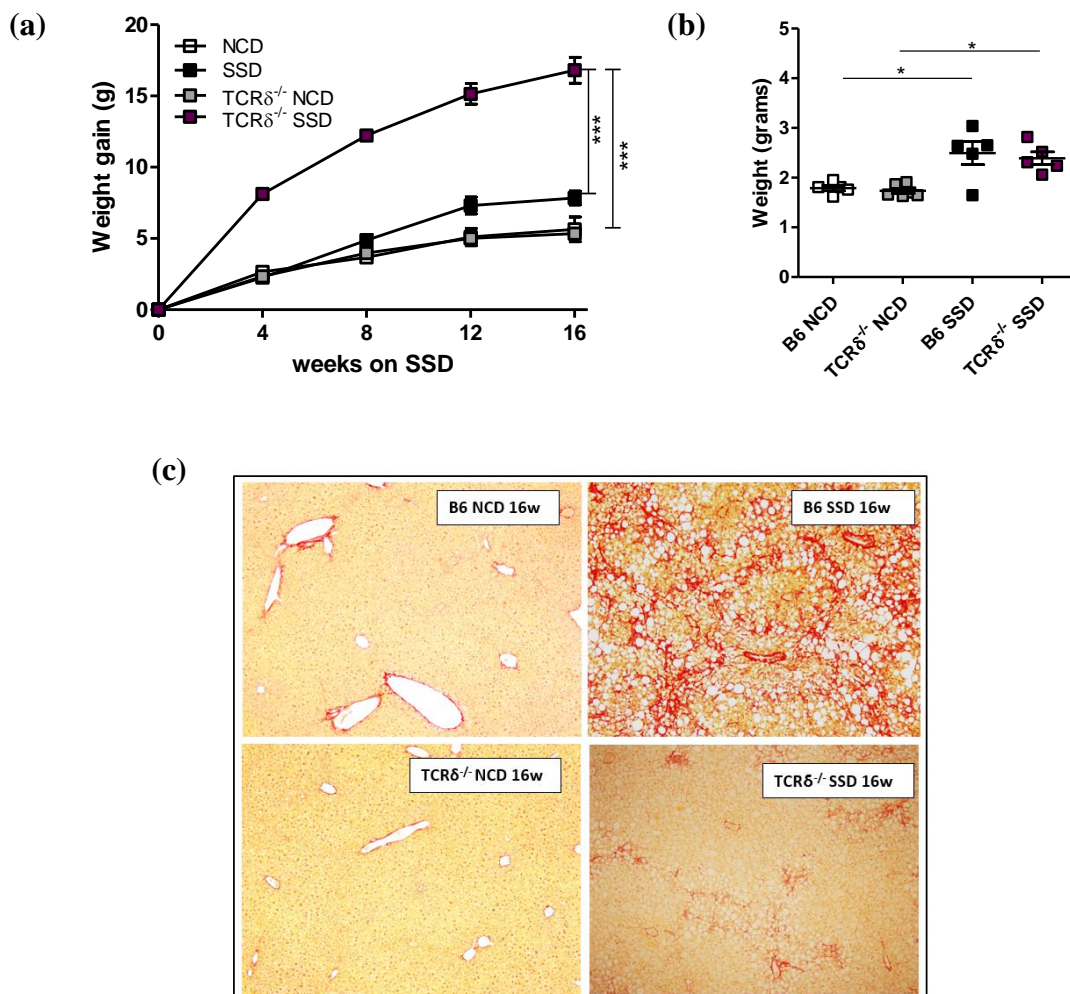 (a)
20
15
10
5
0
Weight gain (g)
NCD
SSD
TCRδ-/- NCD
TCRδ-/- SSD
***
***
0 4 8 12 16
weeks on SSD
(b)
5
4
3
2
1
0
Weight (grams)
*
*
B6 NCD
TCRδ-/- NCD
B6 SSD
TCRδ-/- SSD
(c)
B6 NCD 16w
B6 SSD 16w
TCRδ-/- NCD 16w
TCRδ-/- SSD 16w